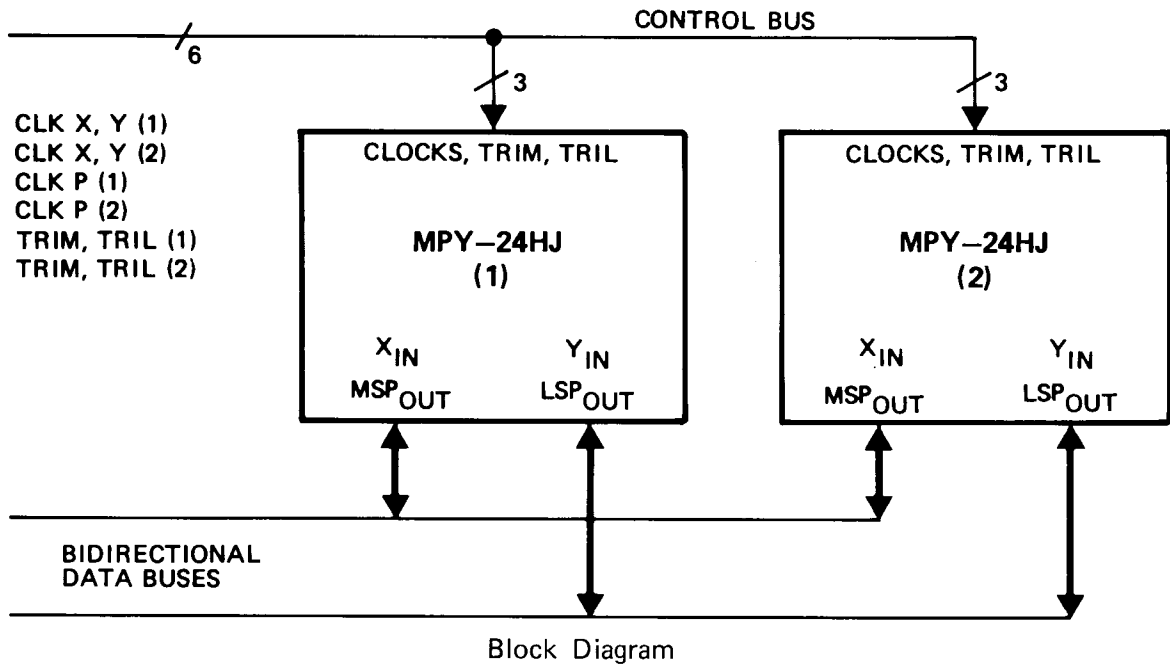 CONTROL BUS
6
3
3
CLK X, Y (1)
CLK X, Y (2)
CLK P (1)
CLK P (2)
TRIM, TRIL (1)
TRIM, TRIL (2)
CLOCKS, TRIM, TRIL
MPY–24HJ
(1)
XIN YIN
MSPOUT LSPOUT
CLOCKS, TRIM, TRIL
MPY–24HJ
(2)
XIN YIN
MSPOUT LSPOUT
BIDIRECTIONAL
DATA BUSES
Block Diagram